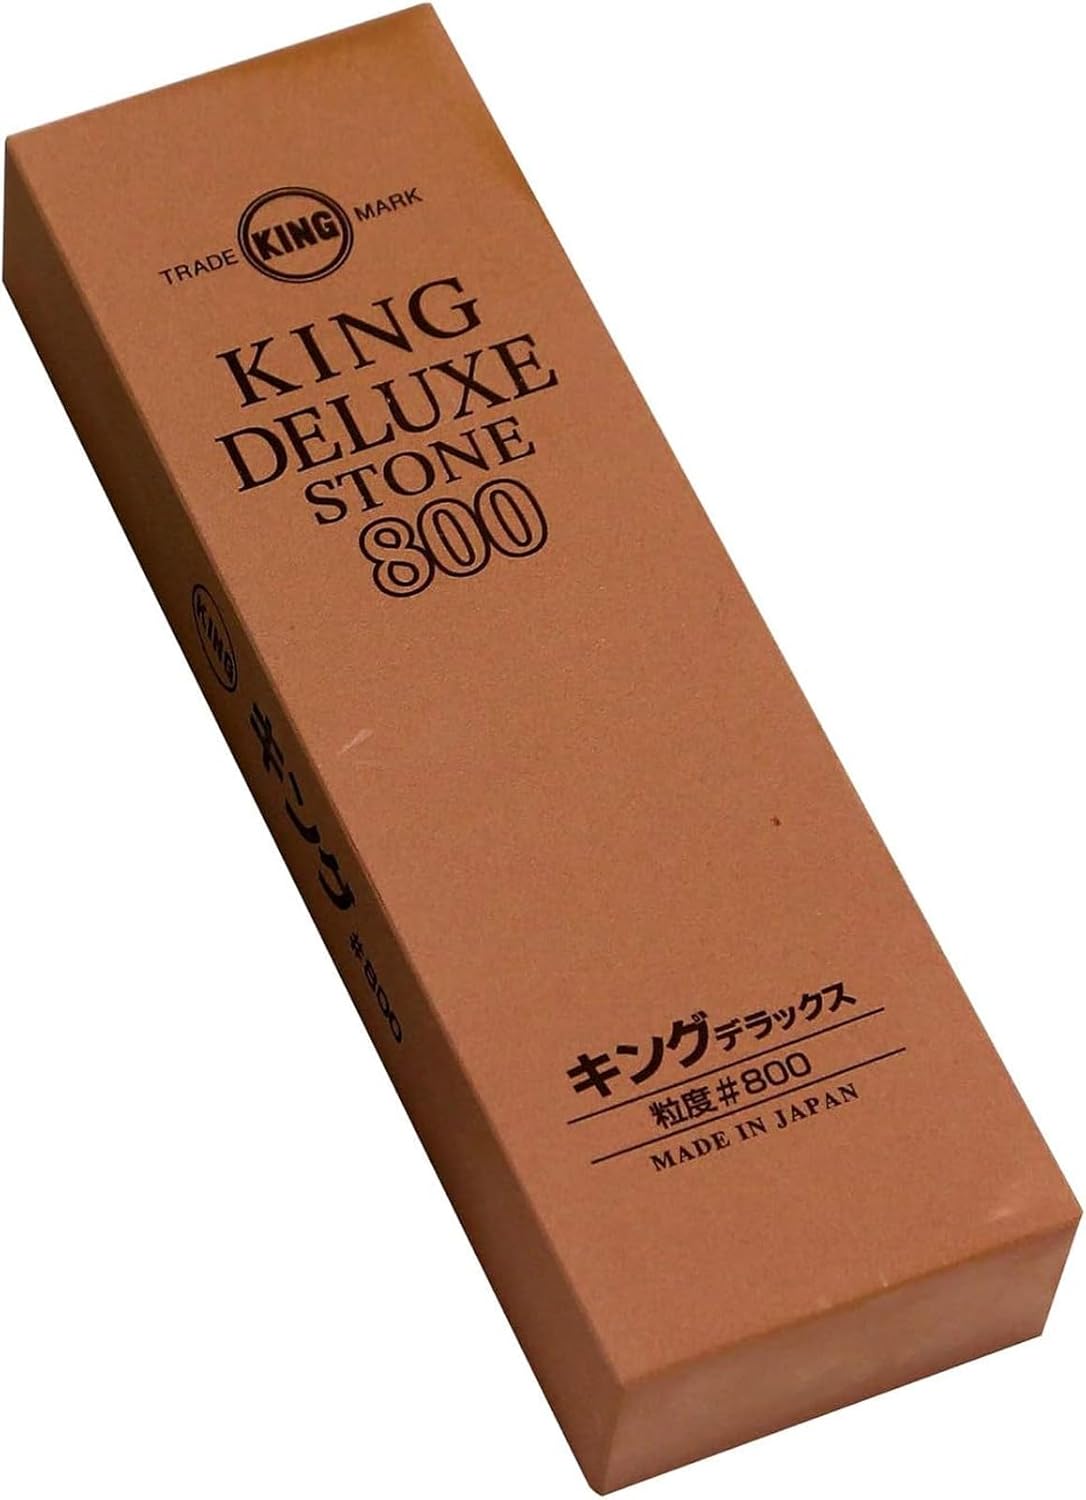 TRADE KING MARK
KING
DELUXE
STONE
800
KING
キング #800
キングデラックス
粒度#800
MADE IN JAPAN